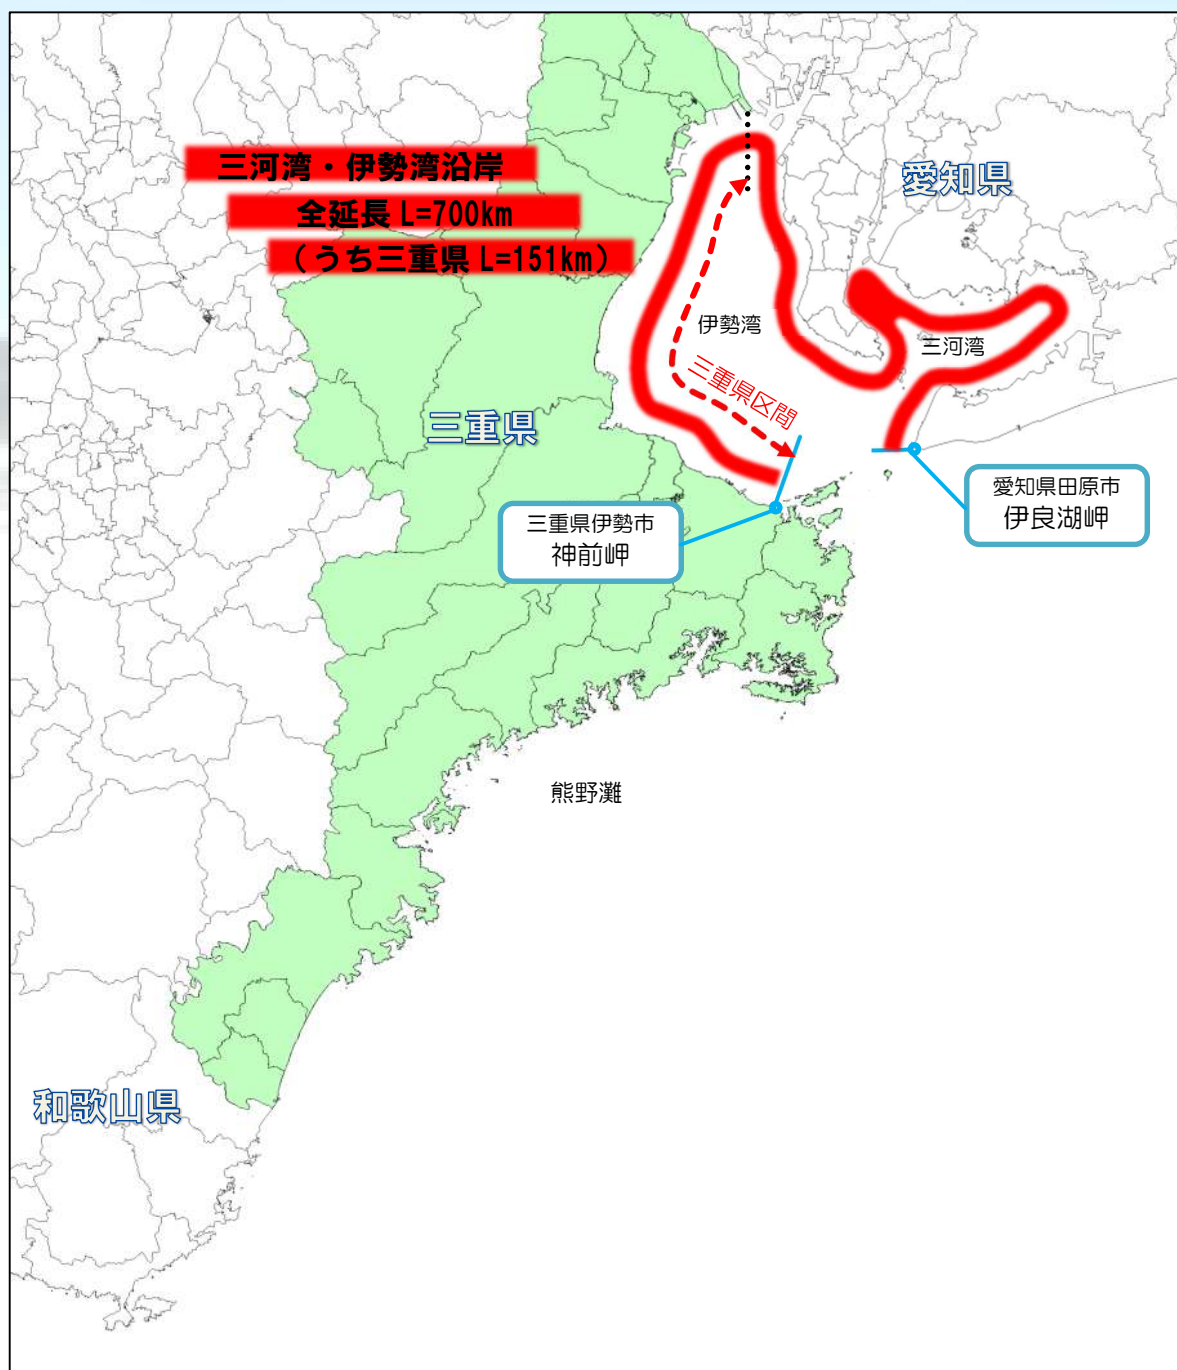 三河湾・伊勢湾沿岸
全延長 L=700km
（うち三重県 L=151km）
愛知県
伊勢湾
三河湾
三重県区間
三重県
愛知県田原市
伊良湖岬
三重県伊勢市
神前岬
熊野灘
和歌山県